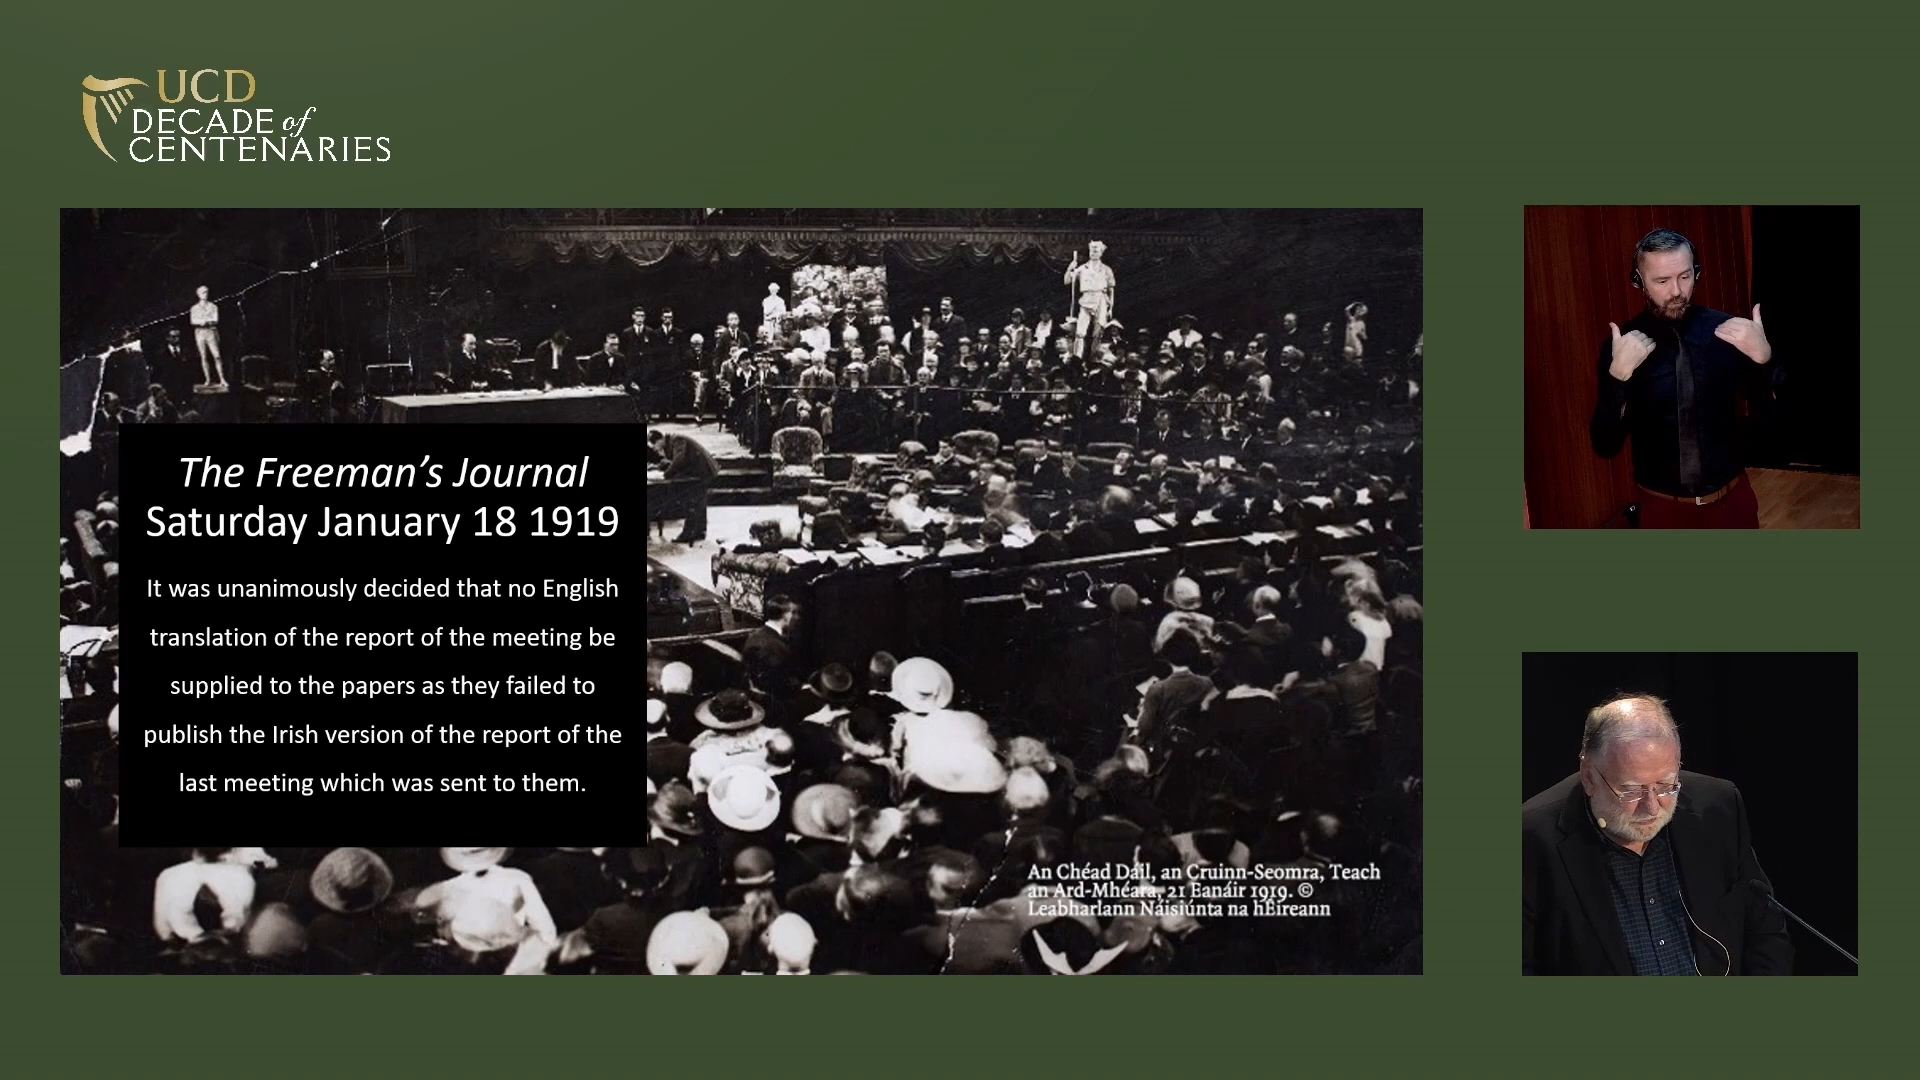 UCD
DECADE of
CENTENARIES
The Freeman’s Journal
Saturday January 18 1919
It was unanimously decided that no English
translation of the report of the meeting be
supplied to the papers as they failed to
publish the Irish version of the report of the
last meeting which was sent to them.
An Chéad Dáil, an Cruinn-Seomra, Teach
an Ard-Mhéara, 21 Eanáir 1919. ©
Leabharlann Náisiúnta na hÉireann